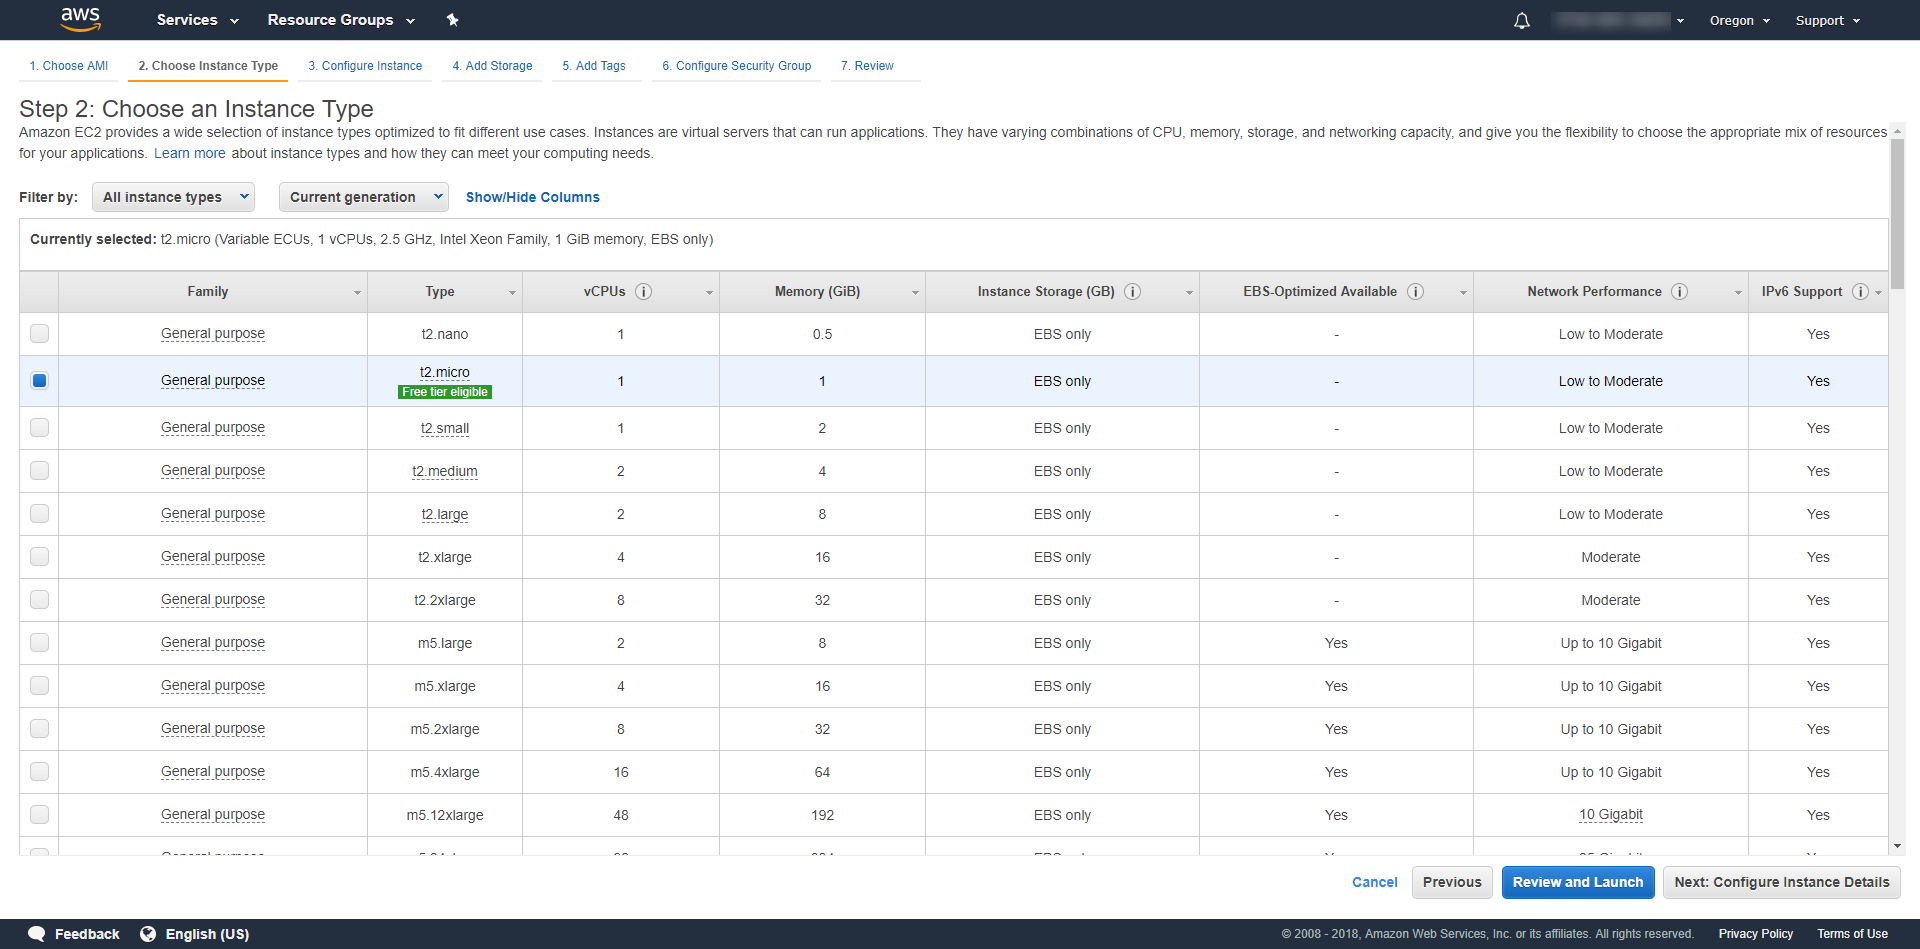 aws Services Resource Groups Oregon Support
1. Choose AMI 2. Choose Instance Type 3. Configure Instance 4. Add Storage 5. Add Tags 6. Configure Security Group 7. Review
Step 2: Choose an Instance Type
Amazon EC2 provides a wide selection of instance types optimized to fit different use cases. Instances are virtual servers that can run applications. They have varying combinations of CPU, memory, storage, and networking capacity, and give you the flexibility to choose the appropriate mix of resources
for your applications. Learn more about instance types and how they can meet your computing needs.
Filter by: All instance types Current generation Show/Hide Columns
Currently selected: t2.micro (Variable ECUs, 1 vCPUs, 2.5 GHz, Intel Xeon Family, 1 GiB memory, EBS only)
Family Type vCPUs Memory (GiB) Instance Storage (GB) EBS-Optimized Available Network Performance IPv6 Support
General purpose t2.nano 1 0.5 EBS only - Low to Moderate Yes
General purpose t2.micro 1 1 EBS only - Low to Moderate Yes
Free tier eligible
General purpose t2.small 1 2 EBS only - Low to Moderate Yes
General purpose t2.medium 2 4 EBS only - Low to Moderate Yes
General purpose t2.large 2 8 EBS only - Low to Moderate Yes
General purpose t2.xlarge 4 16 EBS only - Moderate Yes
General purpose t2.2xlarge 8 32 EBS only - Moderate Yes
General purpose m5.large 2 8 EBS only Yes Up to 10 Gigabit Yes
General purpose m5.xlarge 4 16 EBS only Yes Up to 10 Gigabit Yes
General purpose m5.2xlarge 8 32 EBS only Yes Up to 10 Gigabit Yes
General purpose m5.4xlarge 16 64 EBS only Yes Up to 10 Gigabit Yes
General purpose m5.12xlarge 48 192 EBS only Yes 10 Gigabit Yes
Cancel Previous Review and Launch Next: Configure Instance Details
Feedback English (US) © 2008 - 2018, Amazon Web Services, Inc. or its affiliates. All rights reserved. Privacy Policy Terms of Use